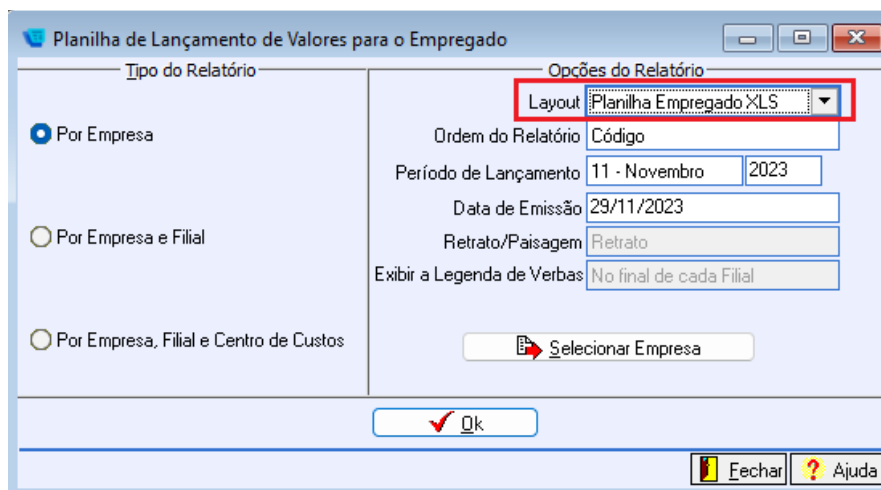 Planilha de Lançamento de Valores para o Empregado
Tipo do Relatório
Por Empresa
Por Empresa e Filial
Por Empresa, Filial e Centro de Custos
Opções do Relatório
Layout Planilha Empregado XLS
Ordem do Relatório Código
Período de Lançamento 11 - Novembro 2023
Data de Emissão 29/11/2023
Retrato/Paisagem Retrato
Exibir a Legenda de Verbas No final de cada Filial
Selecionar Empresa
Ok
Fechar ? Ajuda